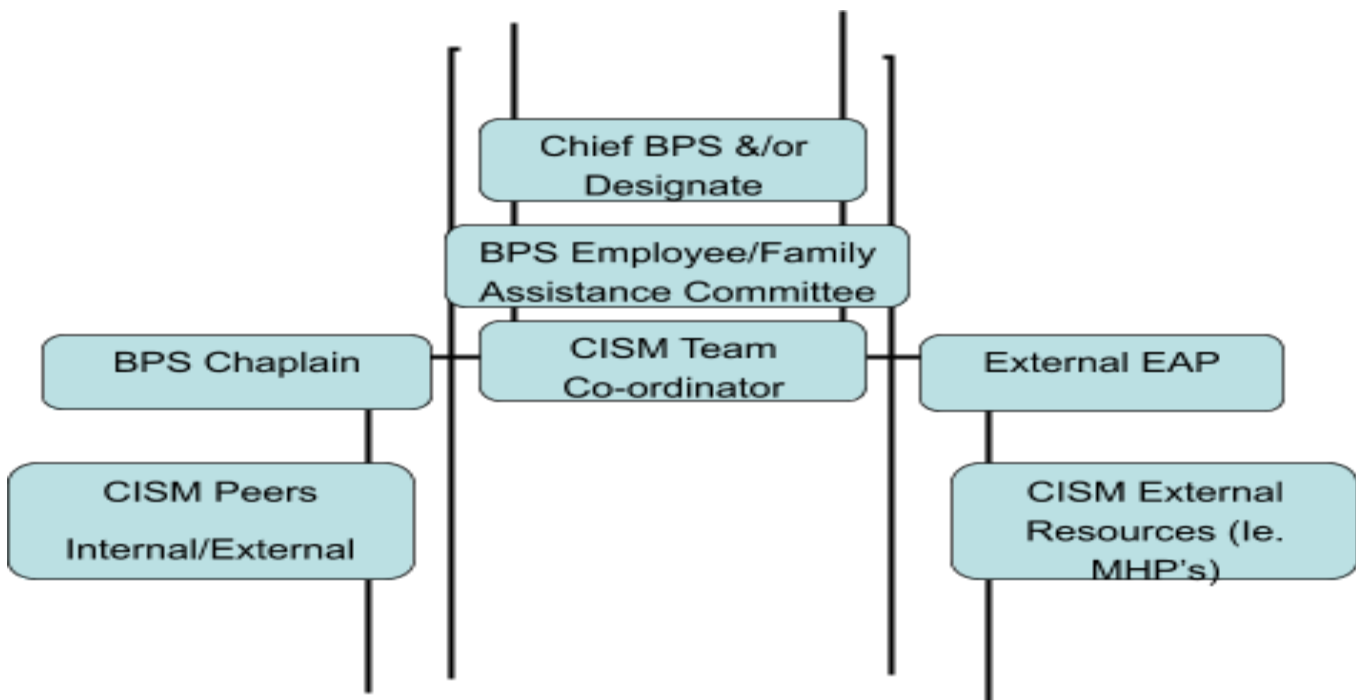 Chief BPS &/or
Designate
BPS Employee/Family
Assistance Committee
BPS Chaplain
CISM Team
Co-ordinator
External EAP
CISM Peers
Internal/External
CISM External
Resources (Ie.
MHP's)